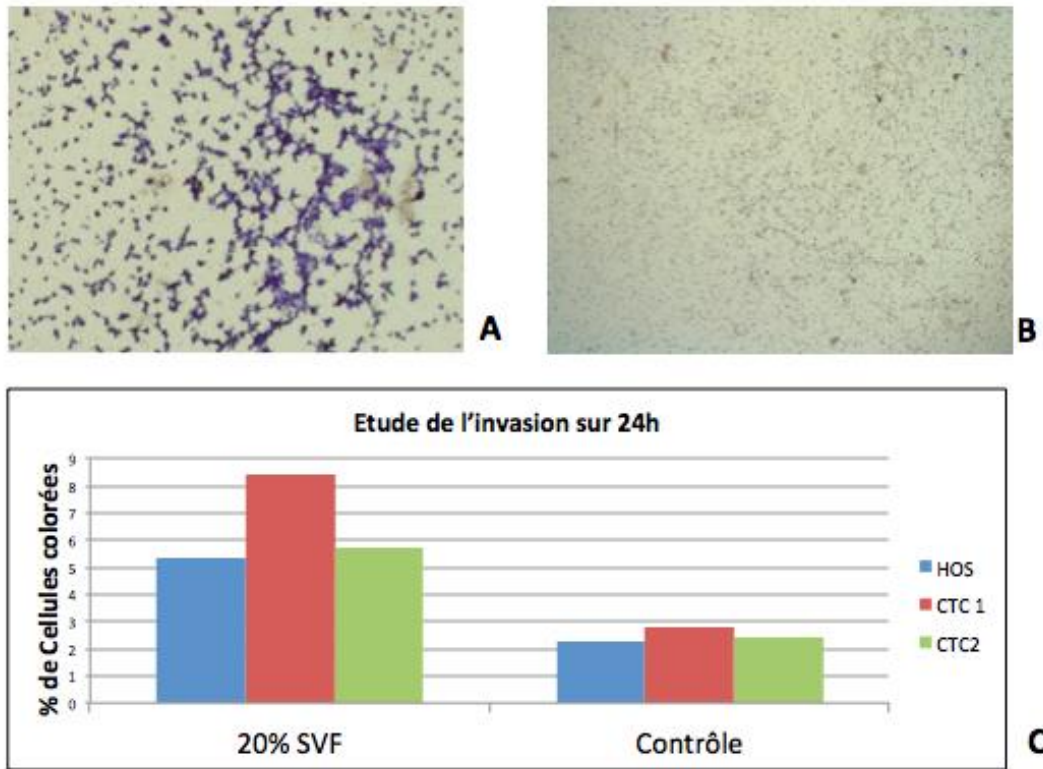 A
B
Etude de l'invasion sur 24h
% de Cellules colorées
9
8
7
6
5
4
3
2
1
0
20% SVF
Contrôle
HOS
CTC 1
CTC2
C